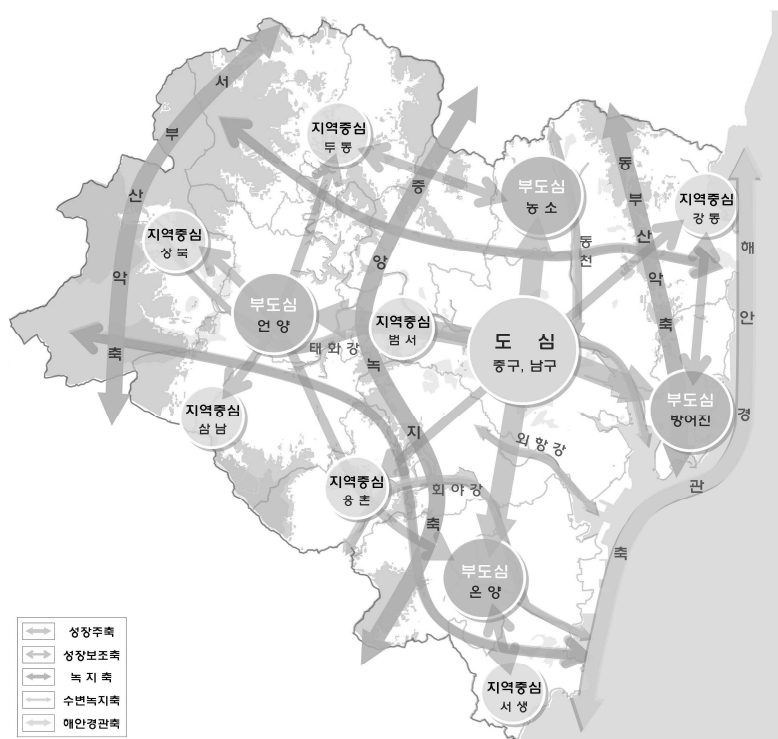 서부산악축
지역중심
두동
중앙녹지축
부도심
농소
동부산악축
지역중심
강동
지역중심
상북
동천
해안경관축
부도심
언양
태화강
지역중심
범서
도심
중구, 남구
부도심
방어진
지역중심
삼남
외항강
지역중심
웅촌
회야강
부도심
온양
지역중심
서생
성장주축
성장보조축
녹지축
수변녹지축
해안경관축